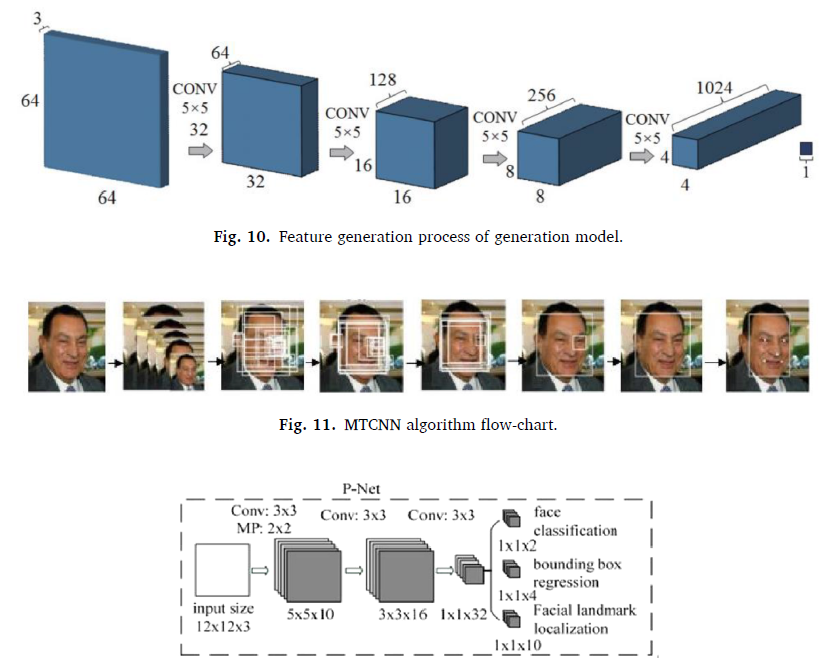 3
64
64
CONV
5×5
32
64
32
CONV
5×5
128
16
16
CONV
5×5
256
8
8
CONV
5×5
1024
4
4
1
Fig. 10. Feature generation process of generation model.
Fig. 11. MTCNN algorithm flow-chart.
P-Net
Conv: 3x3
MP: 2x2
Conv: 3x3
Conv: 3x3
input size
12x12x3
5x5x10
3x3x16
1x1x32
face
classification
1x1x2
bounding box
regression
1x1x4
Facial landmark
localization
1x1x10